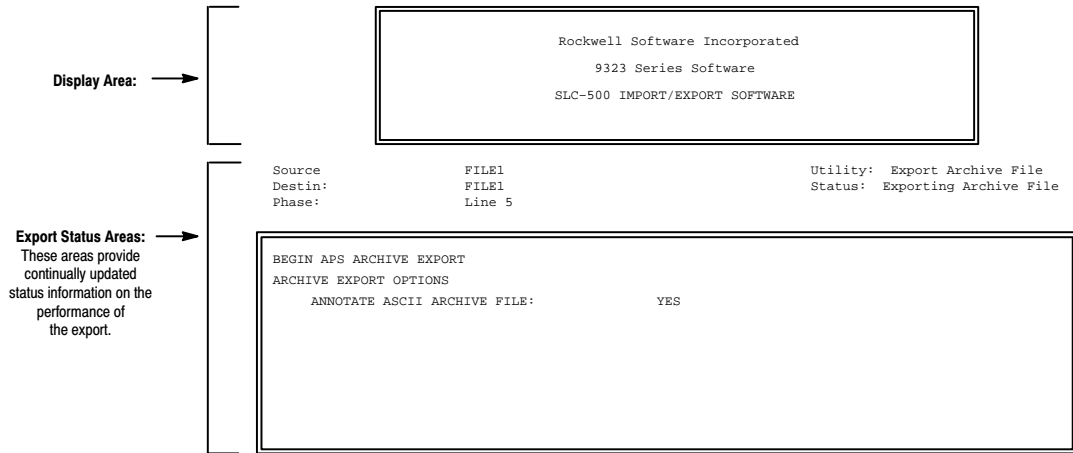 Rockwell Software Incorporated
9323 Series Software
SLC-500 IMPORT/EXPORT SOFTWARE
Display Area:
Source FILE1 Utility: Export Archive File
Destin: FILE1 Status: Exporting Archive File
Phase: Line 5
Export Status Areas:
These areas provide
continually updated
status information on the
performance of
the export.
BEGIN APS ARCHIVE EXPORT
ARCHIVE EXPORT OPTIONS
ANNOTATE ASCII ARCHIVE FILE: YES